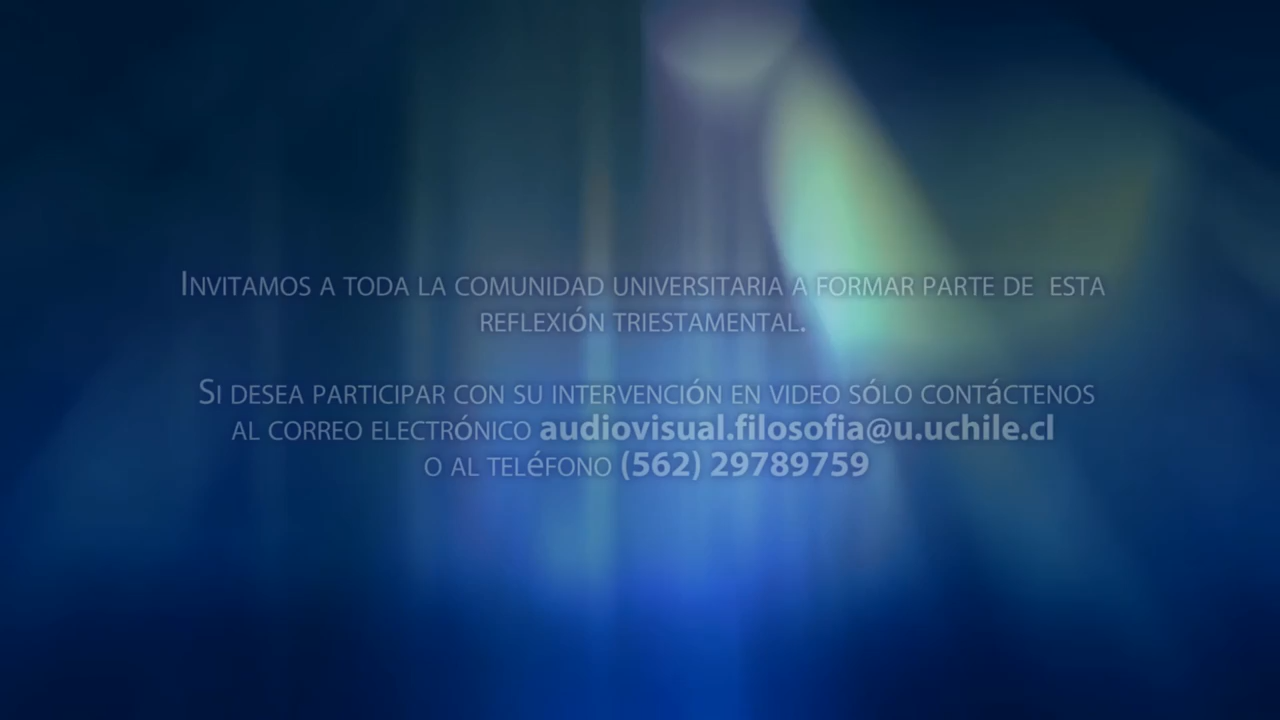 Invitamos a toda la comunidad universitaria a formar parte de esta
reflexión triestamental.
Si desea participar con su intervención en video sólo contáctenos
al correo electrónico audiovisual.filosofia@u.uchile.cl
o al teléfono (562) 29789759